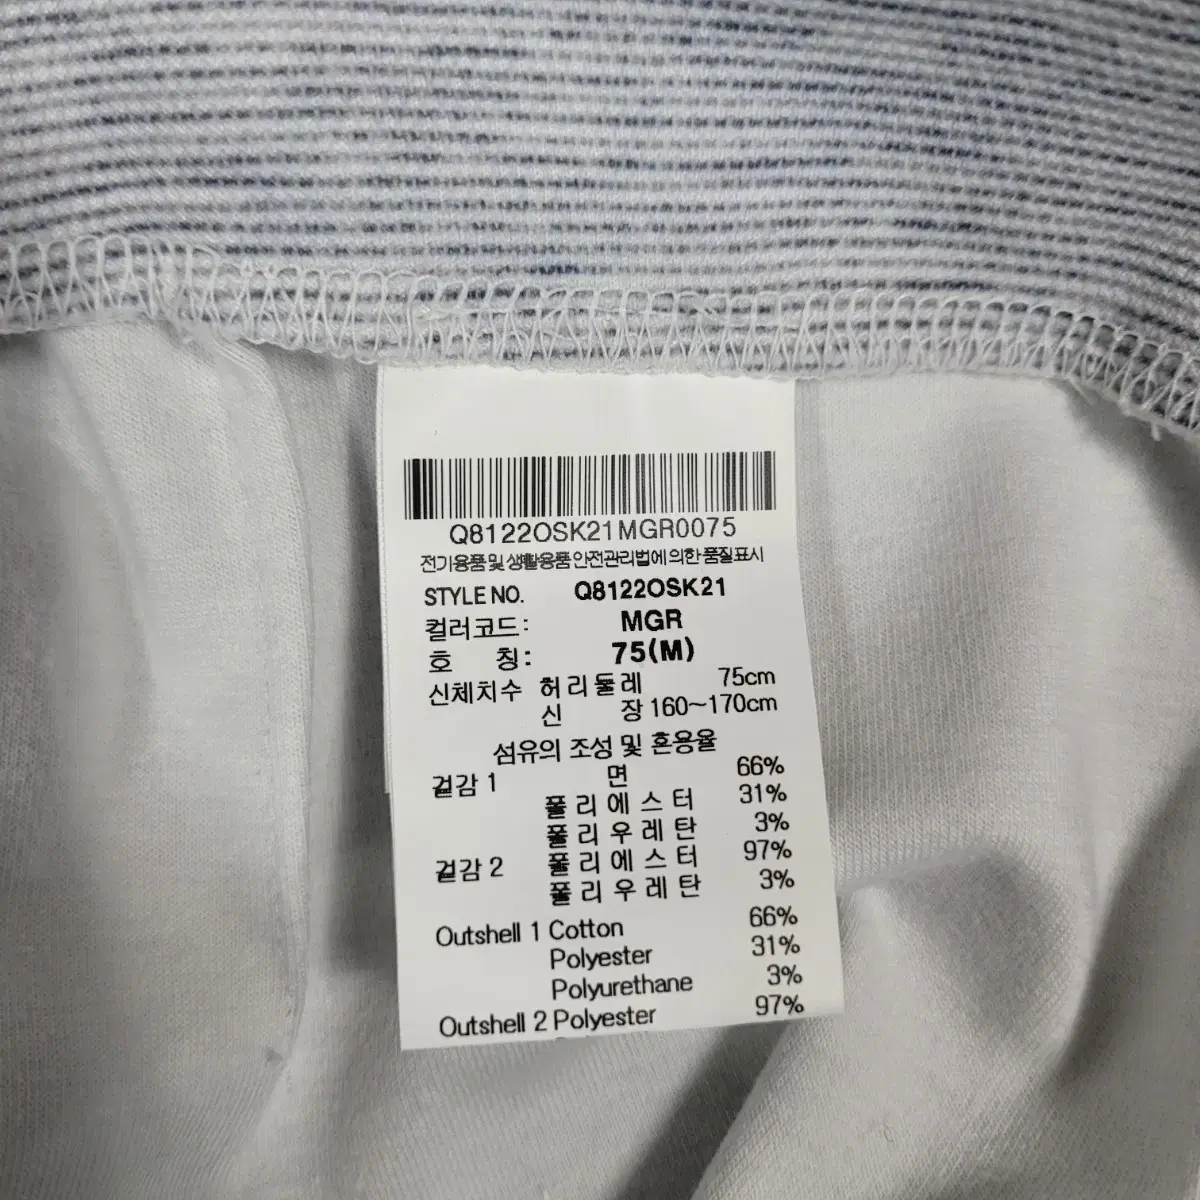 Q8122OSK21MGR0075
전기용품 및 생활용품 안전관리법에 의한 품질표시
STYLE NO. Q8122OSK21
컬러코드: MGR
호 칭: 75(M)
신체치수 허리둘레 75cm
신 장 160~170cm
섬유의 조성 및 혼용율
겉감 1 면 66%
폴리에스터 31%
폴리우레탄 3%
겉감 2 폴리에스터 97%
폴리우레탄 3%
Outshell 1 Cotton 66%
Polyester 31%
Polyurethane 3%
Outshell 2 Polyester 97%